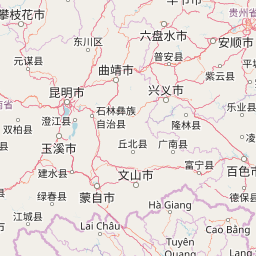 毕节市
贵州省
攀枝花市
六盘水市
安顺市
东川区
普安县
元谋县
曲靖市
紫云县
昆明市
兴义市
石林彝族
自治县
乐业县
澄江县
隆林县
双柏县
玉溪市
丘北县
广南县
富宁县
百色市
建水县
文山市
绿春县
蒙自市
德保县
Hà Giang
江城县
Lai Châu
Cao Bằng
Tuyên
Quang